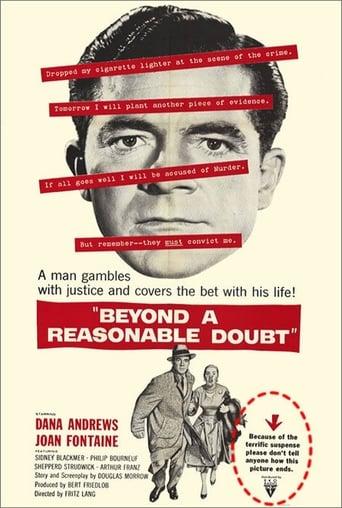 Dropped my cigarette lighter at the scene of the crime.
Tomorrow I will plant another piece of evidence.
If all goes well I will be accused of Murder.
But remember--they must convict me.
A man gambles
with justice and covers the bet with his life!
"BEYOND A
REASONABLE DOUBT"
STARRING
DANA ANDREWS
JOAN FONTAINE
FEATURING
SIDNEY BLACKMER · PHILIP BOURNEUF
SHEPPERD STRUDWICK · ARTHUR FRANZ
Story and Screenplay by DOUGLAS MORROW
Produced by BERT FRIEDLOB
Directed by FRITZ LANG
Because of the
terrific suspense
please don't tell
anyone how this
picture ends.
RKO